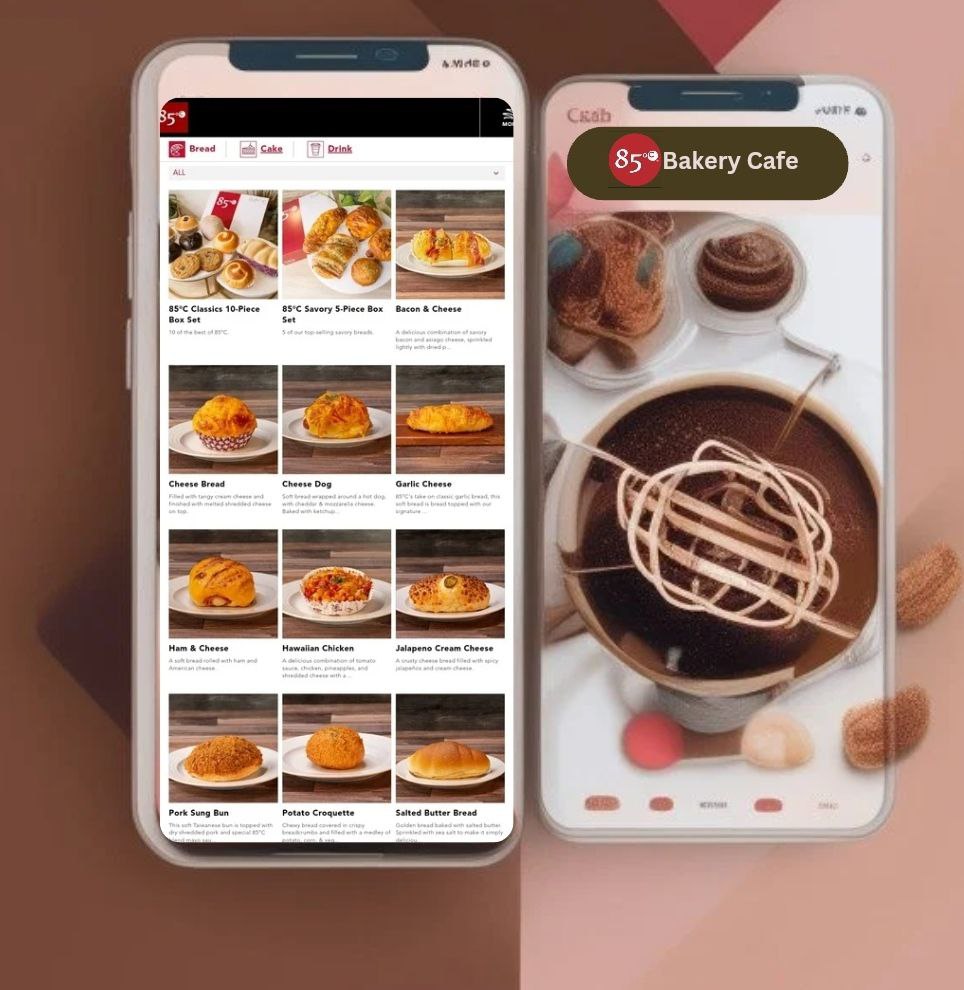 85°C
MO
Bread
Cake
Drink
ALL
85°C
85°C Classics 10-Piece
Box Set
10 of the best of 85°C.
85°C Savory 5-Piece Box
Set
5 of our top-selling savory breads.
Bacon & Cheese
A delicious combination of savory
bacon and asiago cheese, sprinkled
lightly with dried p...
Cheese Bread
Filled with tangy cream cheese and
finished with melted shredded cheese
on top.
Cheese Dog
Soft bread wrapped around a hot dog,
with cheddar & mozzarella cheese.
Baked with ketchup...
Garlic Cheese
85°C's take on classic garlic bread, this
soft bread is bread topped with our
signature ...
Ham & Cheese
A soft bread rolled with ham and
American cheese.
Hawaiian Chicken
A delicious combination of tomato
sauce, chicken, pineapples, and
shredded cheese with a ...
Jalapeno Cream Cheese
A crusty cheese bread filled with spicy
jalapeños and cream cheese.
Pork Sung Bun
This soft Taiwanese bun is topped with
dry shredded pork and special 85°C
blend mayo sau...
Potato Croquette
Chewy bread covered in crispy
breadcrumbs and filled with a medley of
potato, corn, & veg...
Salted Butter Bread
Golden bread baked with salted butter.
Sprinkled with sea salt to make it simply
deliciou...
85°C Bakery Cafe